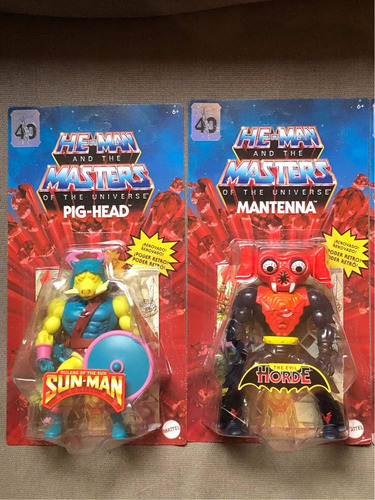 40
6+
HE-MAN
AND THE
MASTERS
OF THE UNIVERSE
PIG-HEAD
¡RENOVADO!
RENOVADO!
¡PODER RETRO!
PODER RETRÔ!
RULERS OF THE SUN
SUN-MAN
MATTEL
40
6+
HE-MAN
AND THE
MASTERS
OF THE UNIVERSE
MANTENNA
¡RENOVADO!
RENOVADO!
¡PODER RETRO!
PODER RETRÔ!
THE EVIL
HORDE
MATTEL